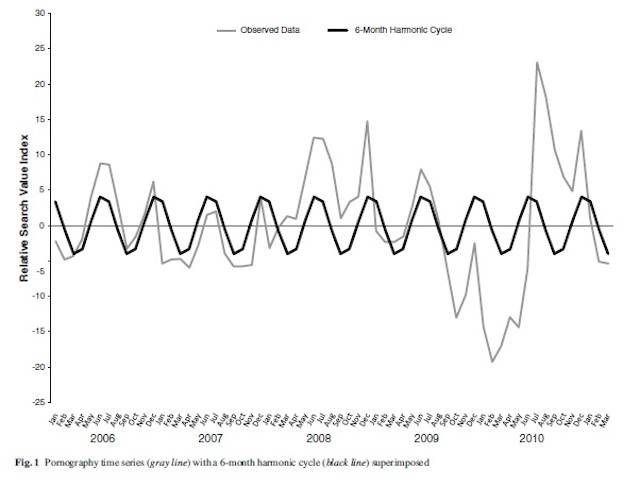 30
Observed Data 6-Month Harmonic Cycle
25
20
15
10
5
0
-5
-10
-15
-20
-25
Relative Search Value Index
Jan Feb Mar Apr May Jun Jul Aug Sep Oct Nov Dec Jan Feb Mar Apr May Jun Jul Aug Sep Oct Nov Dec Jan Feb Mar Apr May Jun Jul Aug Sep Oct Nov Dec Jan Feb Mar Apr May Jun Jul Aug Sep Oct Nov Dec Jan Feb Mar Apr May Jun Jul Aug Sep Oct Nov Dec Jan Feb Mar
2006 2007 2008 2009 2010
Fig. 1 Pornography time series (gray line) with a 6-month harmonic cycle (black line) superimposed